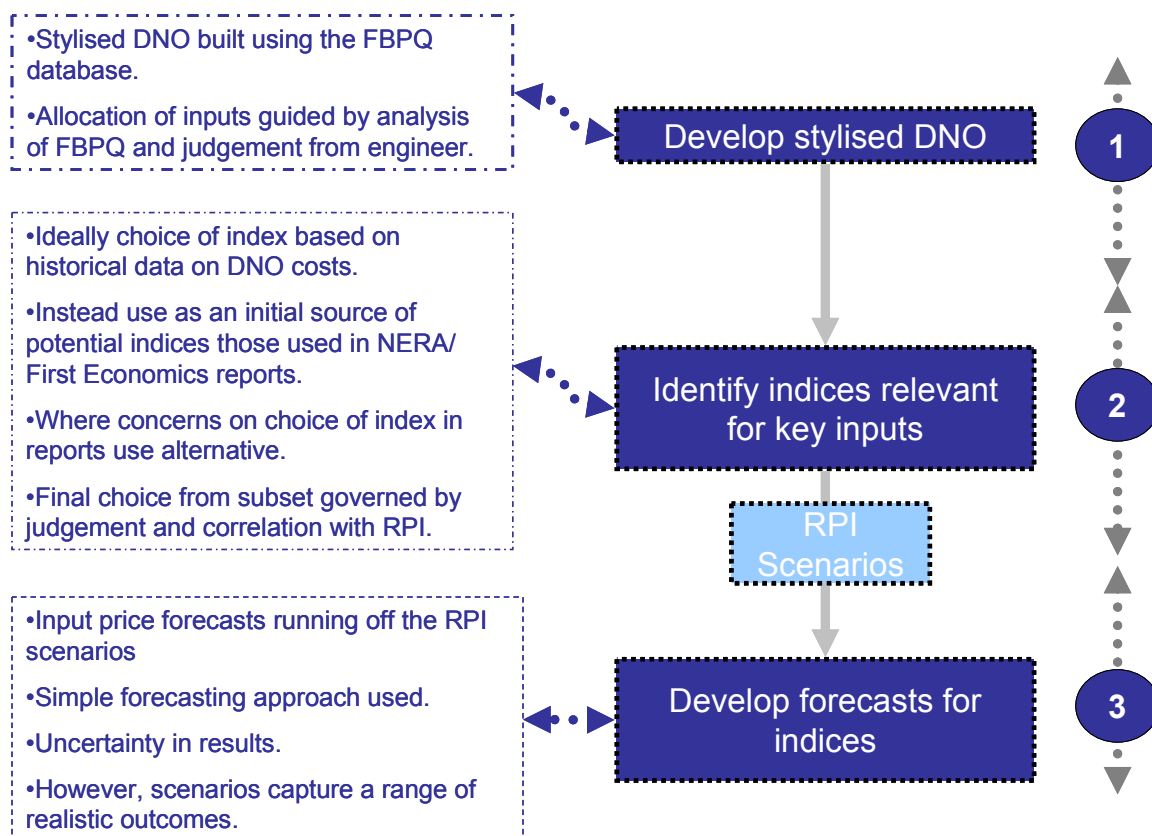 •Stylised DNO built using the FBPQ
database.
•Allocation of inputs guided by analysis
of FBPQ and judgement from engineer.
Develop stylised DNO
1
•Ideally choice of index based on
historical data on DNO costs.
•Instead use as an initial source of
potential indices those used in NERA/
First Economics reports.
•Where concerns on choice of index in
reports use alternative.
•Final choice from subset governed by
judgement and correlation with RPI.
Identify indices relevant
for key inputs
2
RPI
Scenarios
•Input price forecasts running off the RPI
scenarios
•Simple forecasting approach used.
•Uncertainty in results.
•However, scenarios capture a range of
realistic outcomes.
Develop forecasts for
indices
3